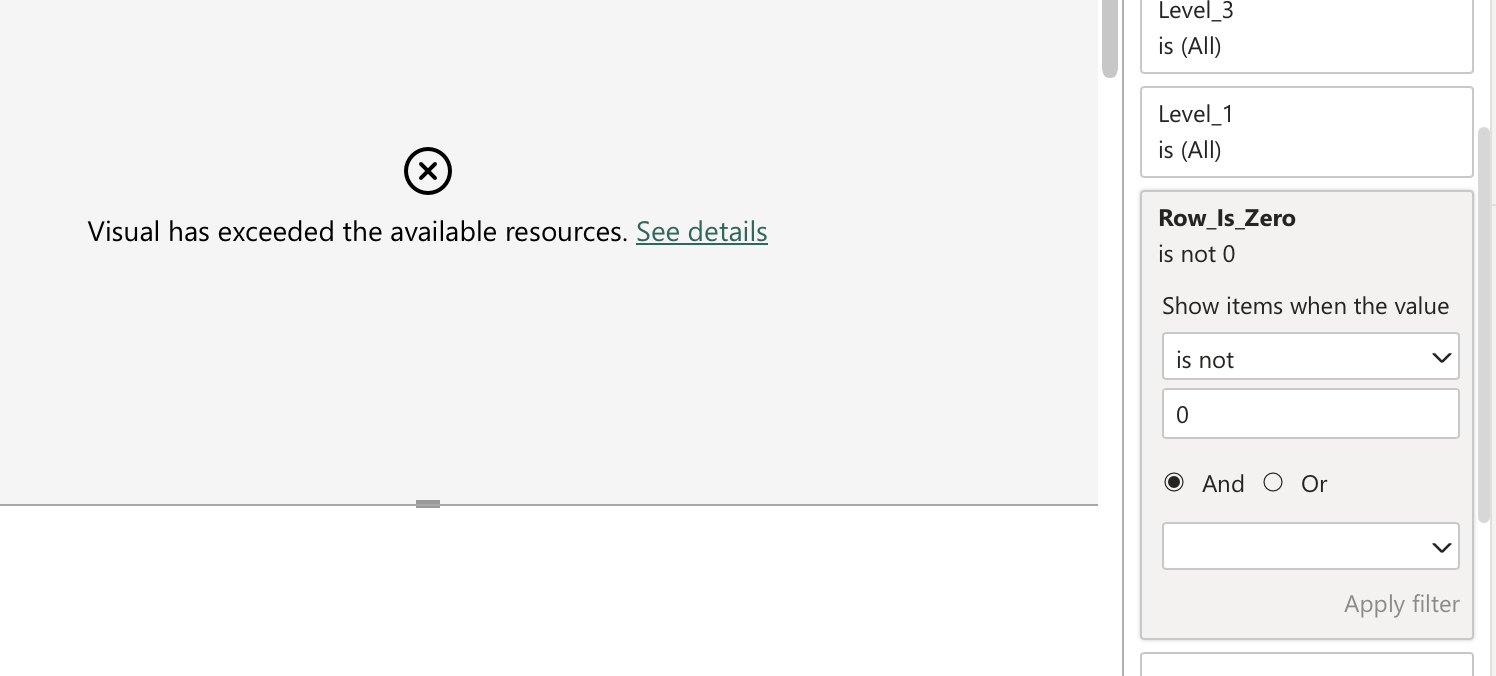 Visual has exceeded the available resources. See details
Level_3
is (All)
Level_1
is (All)
Row_Is_Zero
is not 0
Show items when the value
is not
0
And
Or
Apply filter